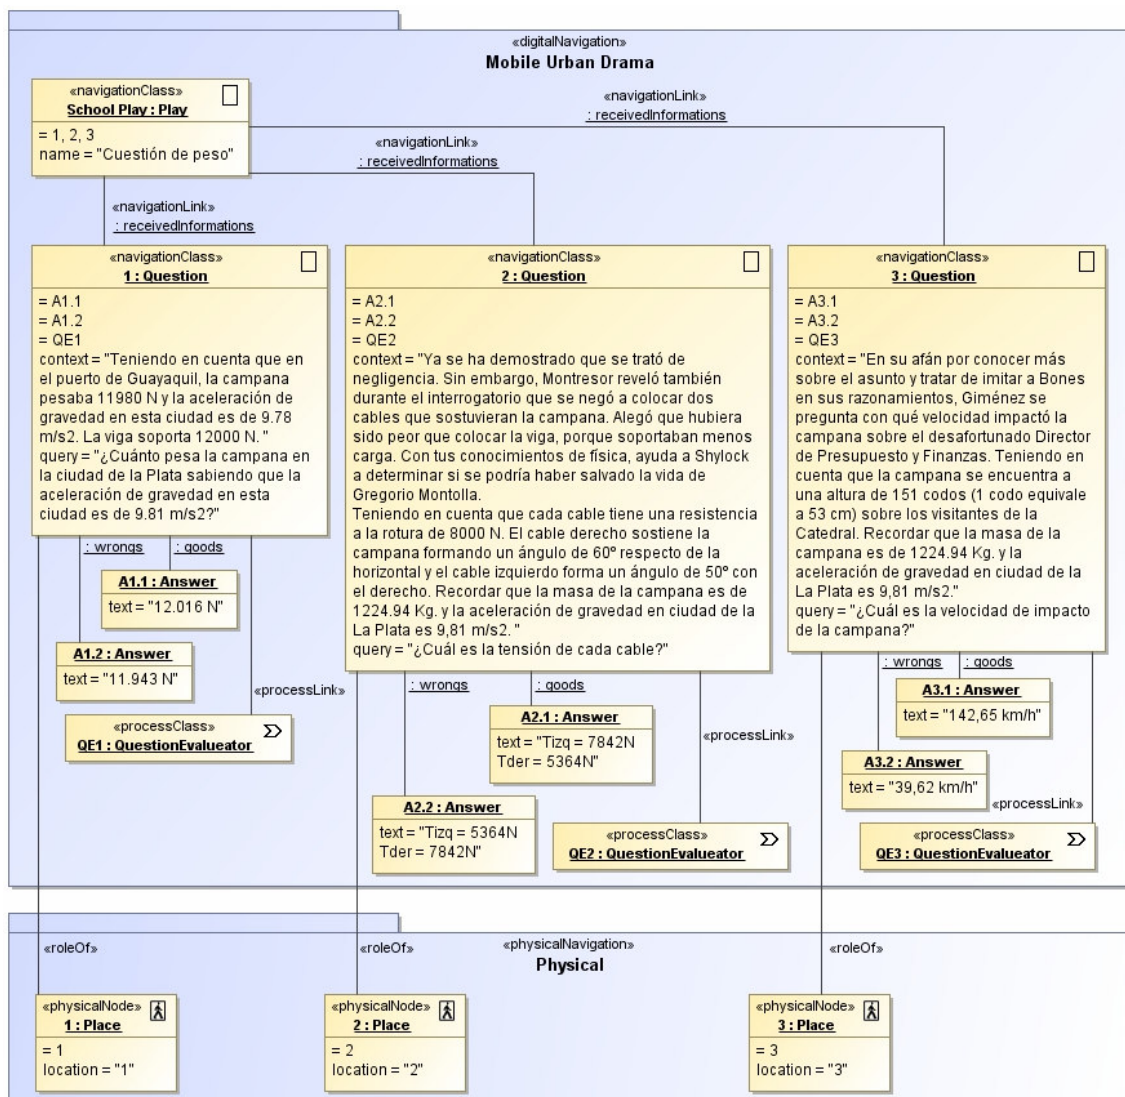 «digitalNavigation»
Mobile Urban Drama
«navigationClass»
School Play : Play
= 1, 2, 3
name = "Cuestión de peso"
«navigationLink»
: receivedInformations
«navigationLink»
: receivedInformations
«navigationLink»
: receivedInformations
«navigationClass»
1 : Question
= A1.1
= A1.2
= QE1
context = "Teniendo en cuenta que en
el puerto de Guayaquil, la campana
pesaba 11980 N y la aceleración de
gravedad en esta ciudad es de 9.78
m/s2. La viga soporta 12000 N. "
query = "¿Cuánto pesa la campana en
la ciudad de la Plata sabiendo que la
aceleración de gravedad en esta
ciudad es de 9.81 m/s2?"
: wrongs
: goods
A1.1 : Answer
text = "12.016 N"
A1.2 : Answer
text = "11.943 N"
«processLink»
«processClass»
QE1 : QuestionEvalueator
«navigationClass»
2 : Question
= A2.1
= A2.2
= QE2
context = "Ya se ha demostrado que se trató de
negligencia. Sin embargo, Montresor reveló también
durante el interrogatorio que se negó a colocar dos
cables que sostuvieran la campana. Alegó que hubiera
sido peor que colocar la viga, porque soportaban menos
carga. Con tus conocimientos de física, ayuda a Shylock
a determinar si se podría haber salvado la vida de
Gregorio Montolla.
Teniendo en cuenta que cada cable tiene una resistencia
a la rotura de 8000 N. El cable derecho sostiene la
campana formando un ángulo de 60º respecto de la
horizontal y el cable izquierdo forma un ángulo de 50º con
el derecho. Recordar que la masa de la campana es de
1224.94 Kg. y la aceleración de gravedad en ciudad de la
La Plata es 9,81 m/s2. "
query = "¿Cuál es la tensión de cada cable?"
: wrongs
: goods
A2.1 : Answer
text = "Tizq = 7842N
Tder = 5364N"
«processLink»
A2.2 : Answer
text = "Tizq = 5364N
Tder = 7842N"
«processClass»
QE2 : QuestionEvalueator
«navigationClass»
3 : Question
= A3.1
= A3.2
= QE3
context = "En su afán por conocer más
sobre el asunto y tratar de imitar a Bones
en sus razonamientos, Giménez se
pregunta con qué velocidad impactó la
campana sobre el desafortunado Director
de Presupuesto y Finanzas. Teniendo en
cuenta que la campana se encuentra a
una altura de 151 codos (1 codo equivale
a 53 cm) sobre los visitantes de la
Catedral. Recordar que la masa de la
campana es de 1224.94 Kg. y la
aceleración de gravedad en ciudad de la
La Plata es 9,81 m/s2."
query = "¿Cuál es la velocidad de impacto
de la campana?"
: wrongs
: goods
A3.1 : Answer
text = "142,65 km/h"
A3.2 : Answer
text = "39,62 km/h"
«processLink»
«processClass»
QE3 : QuestionEvalueator
«roleOf»
«roleOf»
«physicalNavigation»
Physical
«roleOf»
«physicalNode»
1 : Place
= 1
location = "1"
«physicalNode»
2 : Place
= 2
location = "2"
«physicalNode»
3 : Place
= 3
location = "3"